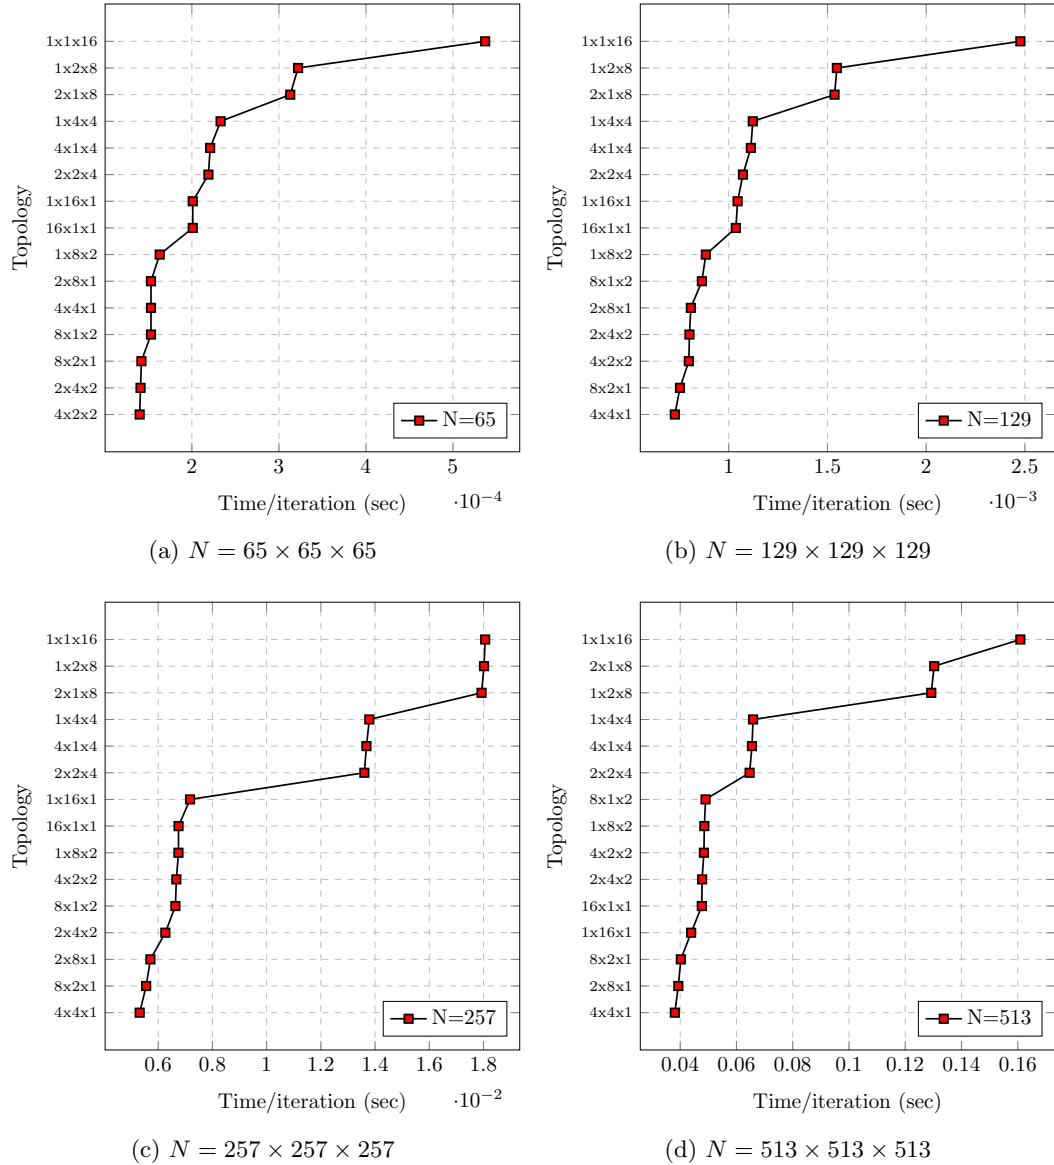 1x1x16
1x2x8
2x1x8
1x4x4
4x1x4
2x2x4
1x16x1
16x1x1
1x8x2
2x8x1
4x4x1
8x1x2
8x2x1
2x4x2
4x2x2
Topology
N=65
2 3 4 5
·10⁻⁴
Time/iteration (sec)
(a) N = 65 × 65 × 65
1x1x16
1x2x8
2x1x8
1x4x4
4x1x4
2x2x4
1x16x1
16x1x1
1x8x2
8x1x2
2x8x1
2x4x2
4x2x2
8x2x1
4x4x1
Topology
N=129
1 1.5 2 2.5
·10⁻³
Time/iteration (sec)
(b) N = 129 × 129 × 129
1x1x16
1x2x8
2x1x8
1x4x4
4x1x4
2x2x4
1x16x1
16x1x1
1x8x2
4x2x2
8x1x2
2x4x2
2x8x1
8x2x1
4x4x1
Topology
N=257
0.6 0.8 1 1.2 1.4 1.6 1.8
·10⁻²
Time/iteration (sec)
(c) N = 257 × 257 × 257
1x1x16
2x1x8
1x2x8
1x4x4
4x1x4
2x2x4
8x1x2
1x8x2
4x2x2
2x4x2
16x1x1
1x16x1
8x2x1
2x8x1
4x4x1
Topology
N=513
0.04 0.06 0.08 0.1 0.12 0.14 0.16
Time/iteration (sec)
(d) N = 513 × 513 × 513